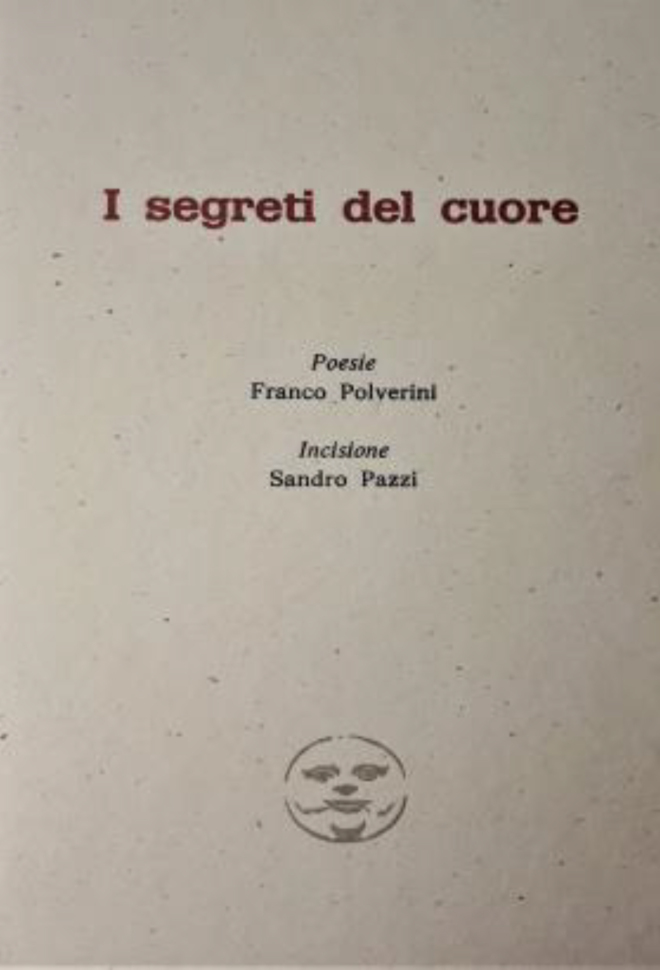 I segreti del cuore
Poesie
Franco Polverini
Incisione
Sandro Pazzi